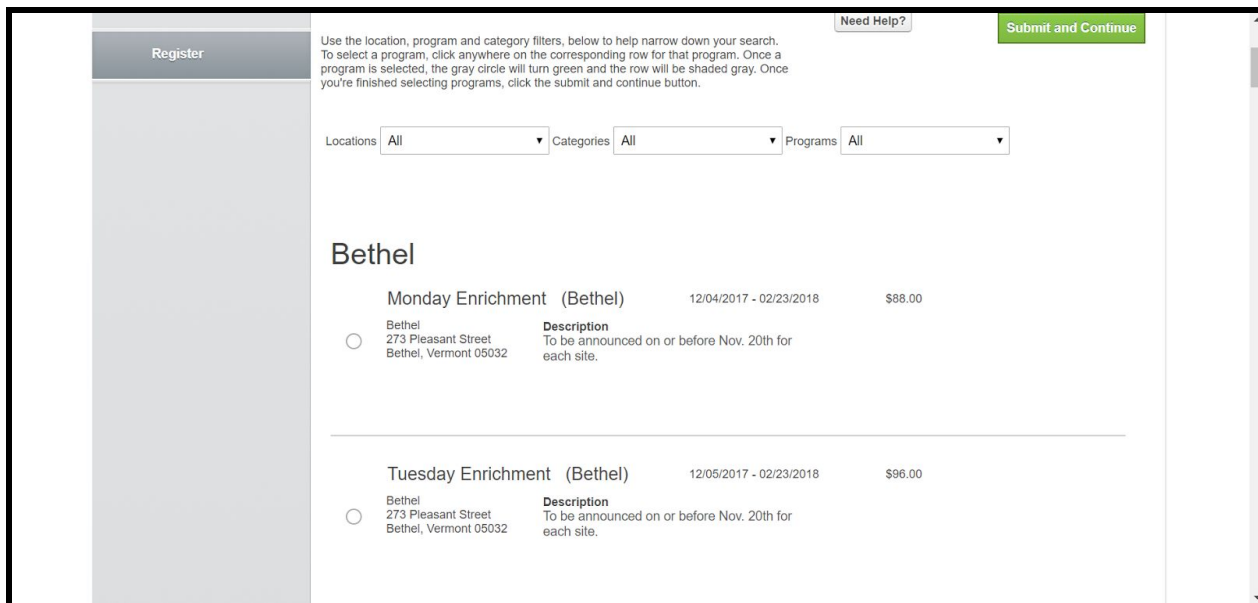 Need Help?
Submit and Continue
Register
Use the location, program and category filters, below to help narrow down your search.
To select a program, click anywhere on the corresponding row for that program. Once a
program is selected, the gray circle will turn green and the row will be shaded gray. Once
you're finished selecting programs, click the submit and continue button.
Locations All Categories All Programs All
Bethel
Monday Enrichment (Bethel) 12/04/2017 - 02/23/2018 $88.00
Bethel
273 Pleasant Street
Bethel, Vermont 05032
Description
To be announced on or before Nov. 20th for
each site.
Tuesday Enrichment (Bethel) 12/05/2017 - 02/23/2018 $96.00
Bethel
273 Pleasant Street
Bethel, Vermont 05032
Description
To be announced on or before Nov. 20th for
each site.